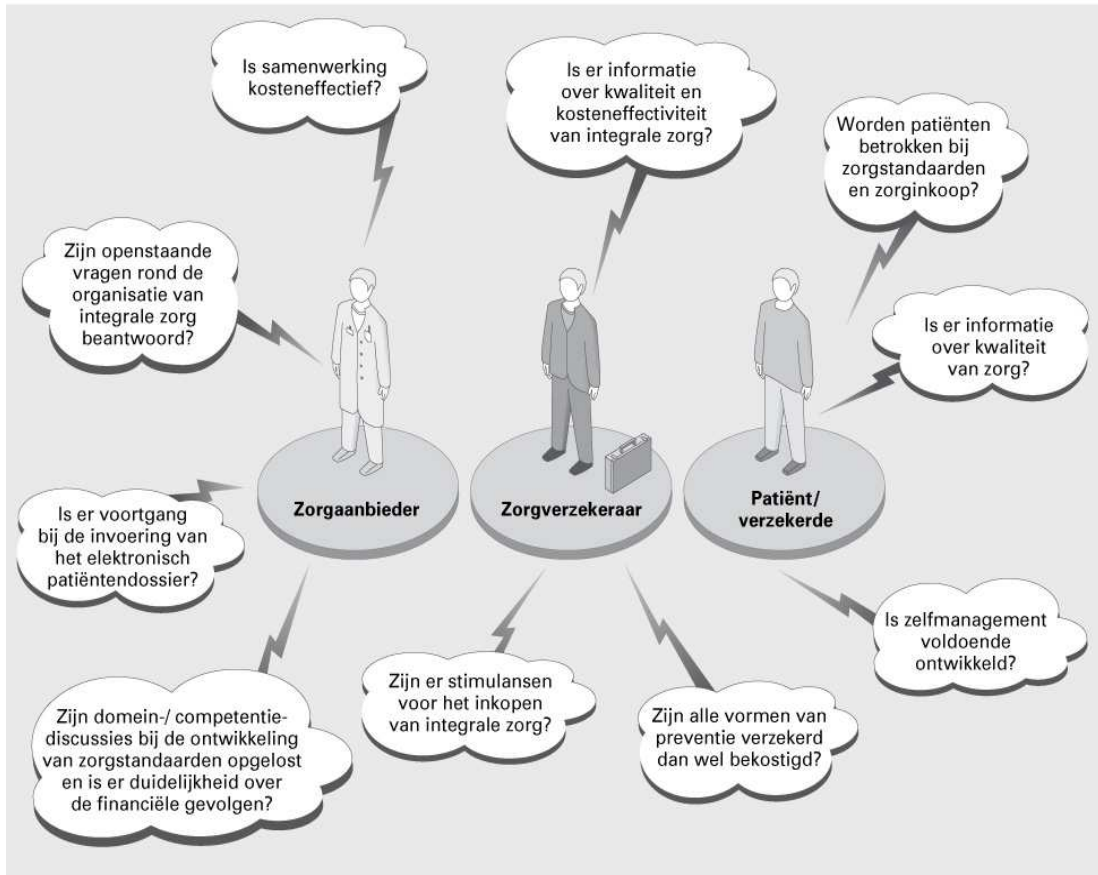 Is samenwerking
kosteneffectief?
Is er informatie
over kwaliteit en
kosteneffectiviteit
van integrale zorg?
Worden patiënten
betrokken bij
zorgstandaarden
en zorginkoop?
Zijn openstaande
vragen rond de
organisatie van
integrale zorg
beantwoord?
Is er informatie
over kwaliteit
van zorg?
Zorgaanbieder
Zorgverzekeraar
Patiënt/
verzekerde
Is er voortgang
bij de invoering van
het elektronisch
patiëntendossier?
Is zelfmanagement
voldoende
ontwikkeld?
Zijn er stimulansen
voor het inkopen
van integrale zorg?
Zijn alle vormen van
preventie verzekerd
dan wel bekostigd?
Zijn domein-/ competentie-
discussies bij de ontwikkeling
van zorgstandaarden opgelost
en is er duidelijkheid over
de financiële gevolgen?